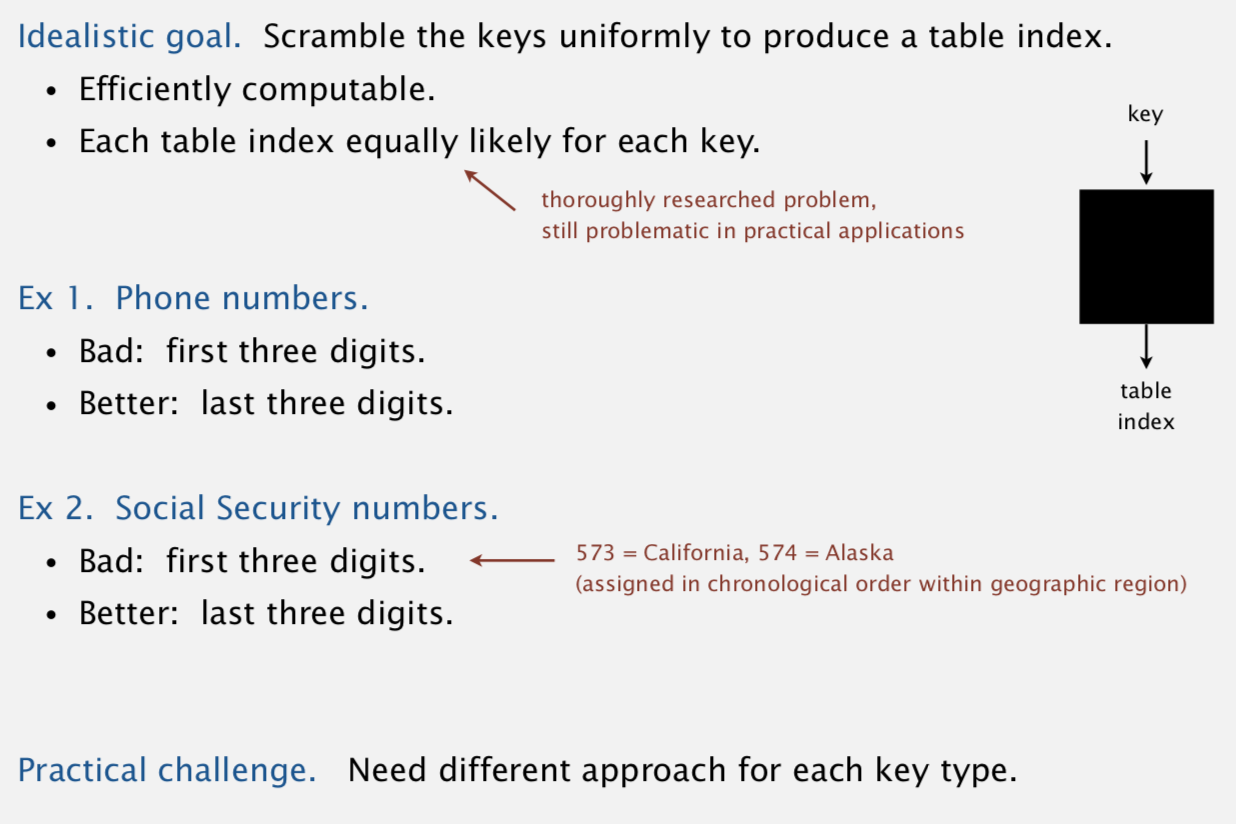 Idealistic goal. Scramble the keys uniformly to produce a table index.
• Efficiently computable.
• Each table index equally likely for each key.
thoroughly researched problem,
still problematic in practical applications
key
table
index
Ex 1. Phone numbers.
• Bad: first three digits.
• Better: last three digits.
Ex 2. Social Security numbers.
• Bad: first three digits.
573 = California, 574 = Alaska
(assigned in chronological order within geographic region)
• Better: last three digits.
Practical challenge. Need different approach for each key type.